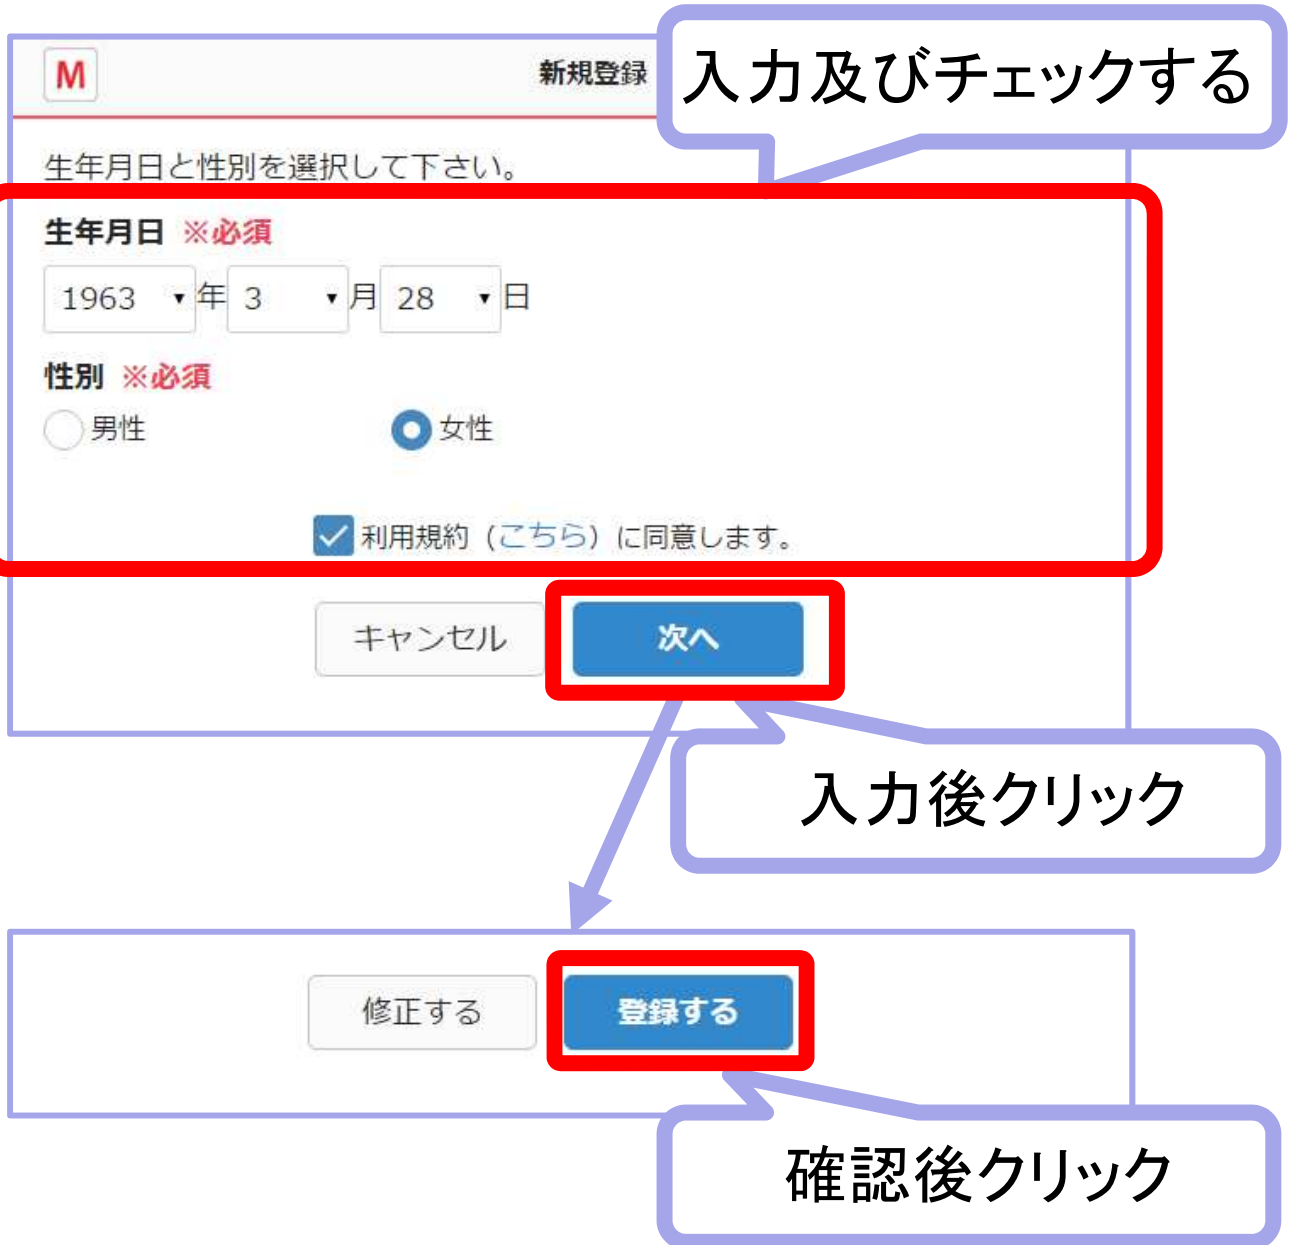 M
新規登録
入力及びチェックする
生年月日と性別を選択して下さい。
生年月日 ※必須
1963 年 3 月 28 日
性別 ※必須
男性 女性
利用規約（こちら）に同意します。
キャンセル 次へ
入力後クリック
修正する 登録する
確認後クリック